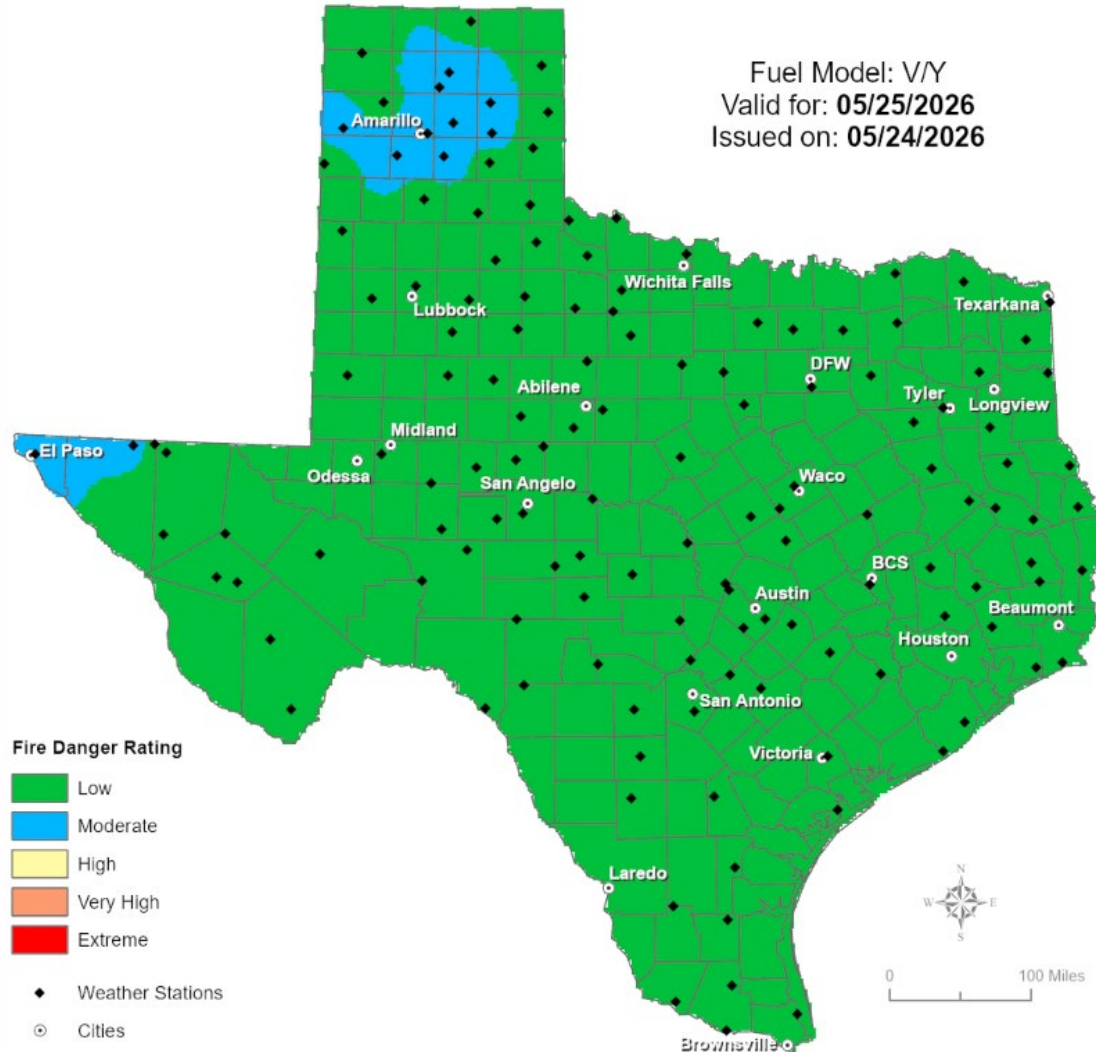 Fuel Model: V/Y
Valid for: 05/25/2026
Issued on: 05/24/2026
Amarillo
Wichita Falls
Lubbock
Texarkana
DFW
Abilene
Tyler
Longview
Midland
El Paso
Odessa
San Angelo
Waco
BCS
Austin
Beaumont
Houston
San Antonio
Victoria
Laredo
Brownsville
Fire Danger Rating
Low
Moderate
High
Very High
Extreme
Weather Stations
Cities
N
W E
S
0 100 Miles